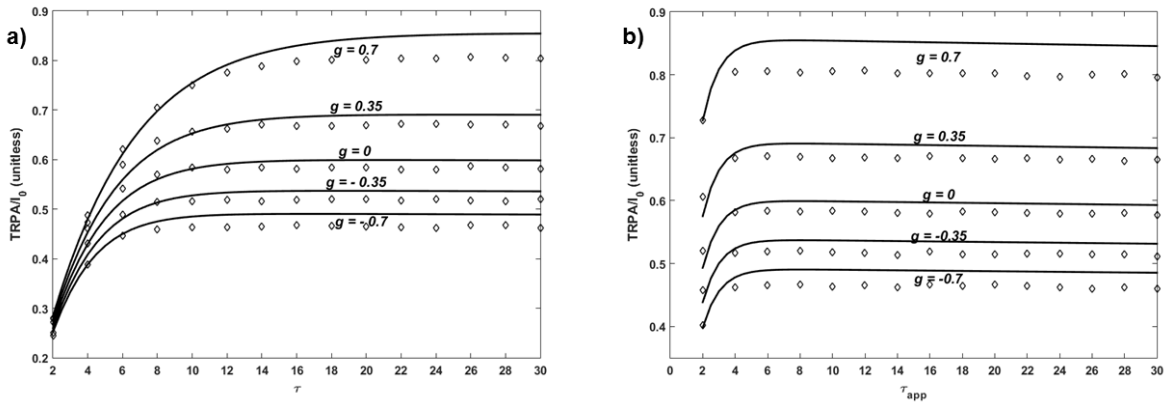 a)
TRPA/I0 (unitless)
0.9
0.8
0.7
0.6
0.5
0.4
0.3
0.2
g = 0.7
g = 0.35
g = 0
g = - 0.35
g = - 0.7
2 4 6 8 10 12 14 16 18 20 22 24 26 28 30
τ
b)
TRPA/I0 (unitless)
0.9
0.8
0.7
0.6
0.5
0.4
g = 0.7
g = 0.35
g = 0
g = -0.35
g = -0.7
0 2 4 6 8 10 12 14 16 18 20 22 24 26 28 30
τapp